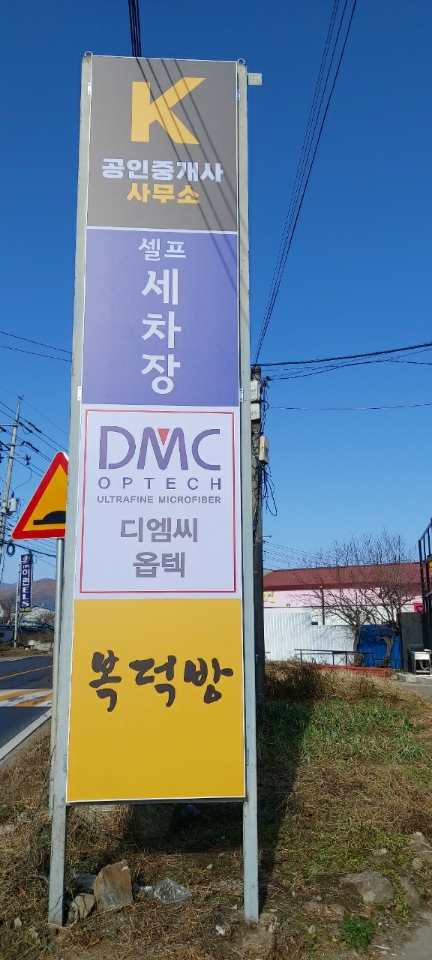 K
공인중개사
사무소
셀프
세차장
DMC
OPTECH
ULTRAFINE MICROFIBER
디엠씨
옵텍
복덕방